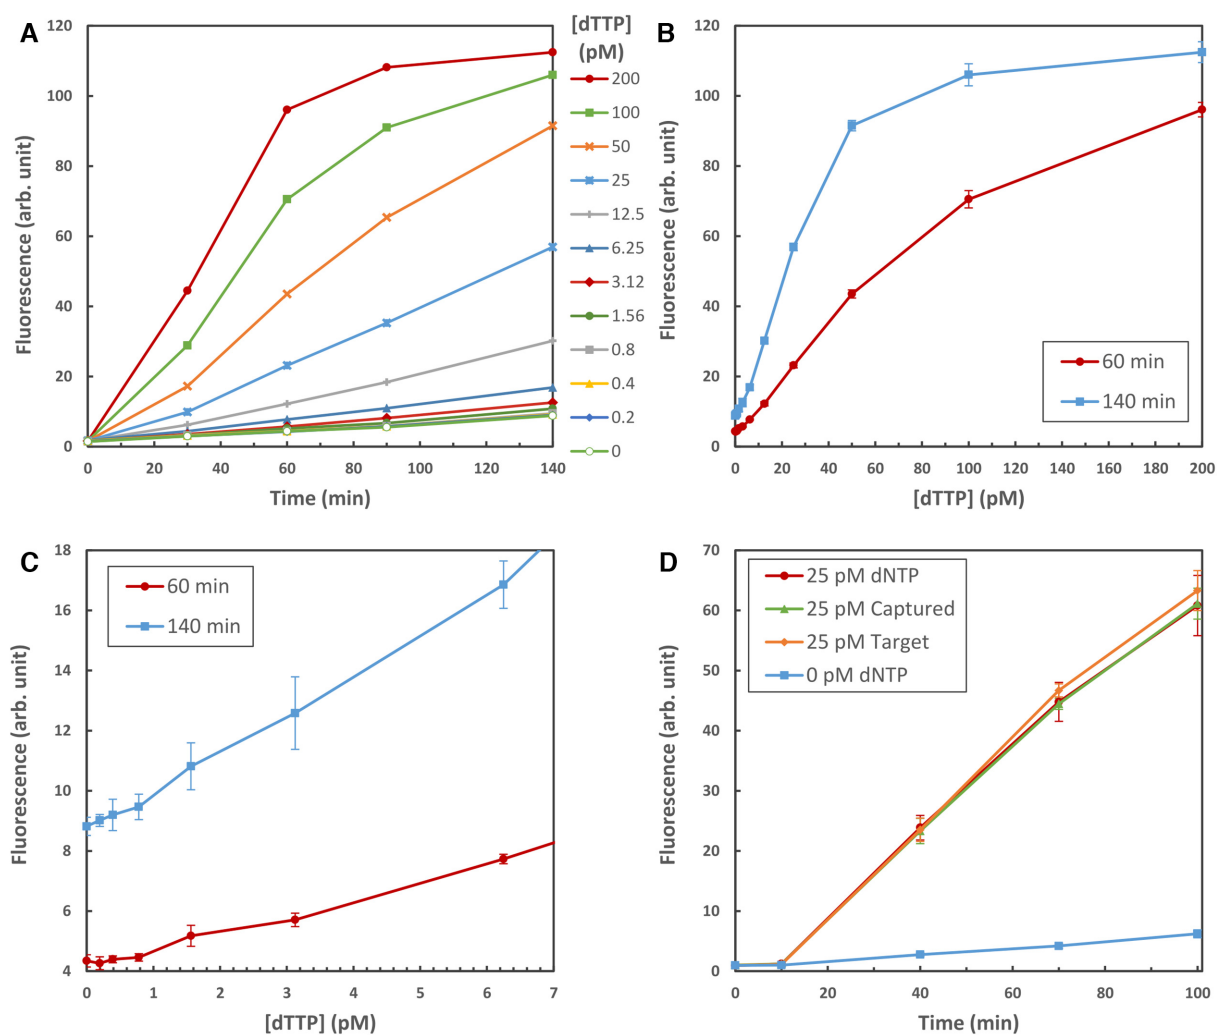 A
Fluorescence (arb. unit)
120
100
80
60
40
20
0
0 20 40 60 80 100 120 140
Time (min)
[dTTP]
(pM)
200
100
50
25
12.5
6.25
3.12
1.56
0.8
0.4
0.2
0
B
Fluorescence (arb. unit)
120
100
80
60
40
20
0
0 20 40 60 80 100 120 140 160 180 200
[dTTP] (pM)
60 min
140 min
C
Fluorescence (arb. unit)
18
16
14
12
10
8
6
4
0 1 2 3 4 5 6 7
[dTTP] (pM)
60 min
140 min
D
Fluorescence (arb. unit)
70
60
50
40
30
20
10
0
0 20 40 60 80 100
Time (min)
25 pM dNTP
25 pM Captured
25 pM Target
0 pM dNTP